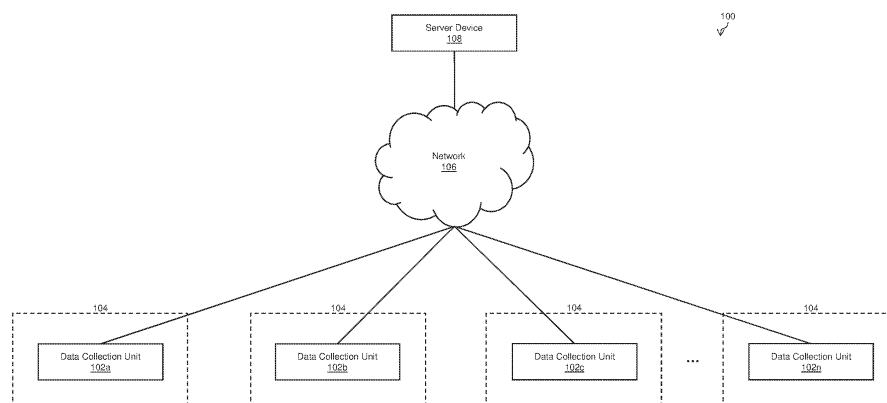 100
Server Device
108
Network
106
104
104
104
104
Data Collection Unit
102a
Data Collection Unit
102b
Data Collection Unit
102c
...
Data Collection Unit
102n